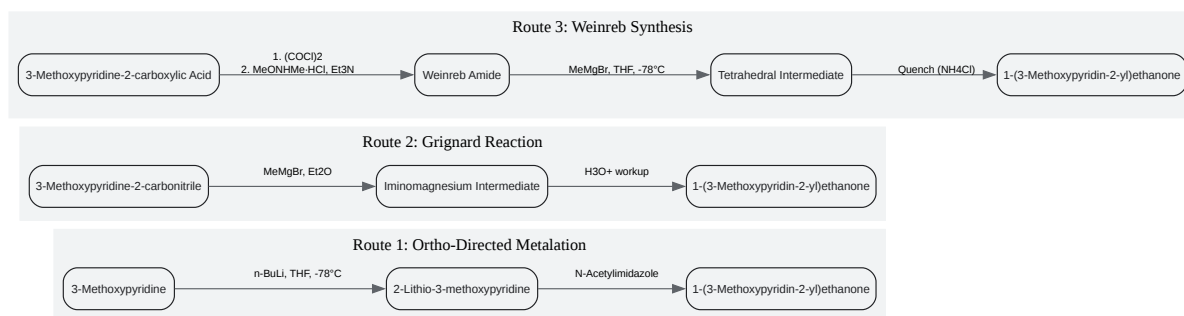 Route 3: Weinreb Synthesis
3-Methoxypyridine-2-carboxylic Acid
1. (COCl)2
2. MeONHMe·HCl, Et3N
Weinreb Amide
MeMgBr, THF, -78°C
Tetrahedral Intermediate
Quench (NH4Cl)
1-(3-Methoxypyridin-2-yl)ethanone
Route 2: Grignard Reaction
3-Methoxypyridine-2-carbonitrile
MeMgBr, Et2O
Iminomagnesium Intermediate
H3O+ workup
1-(3-Methoxypyridin-2-yl)ethanone
Route 1: Ortho-Directed Metalation
3-Methoxypyridine
n-BuLi, THF, -78°C
2-Lithio-3-methoxypyridine
N-Acetylimidazole
1-(3-Methoxypyridin-2-yl)ethanone